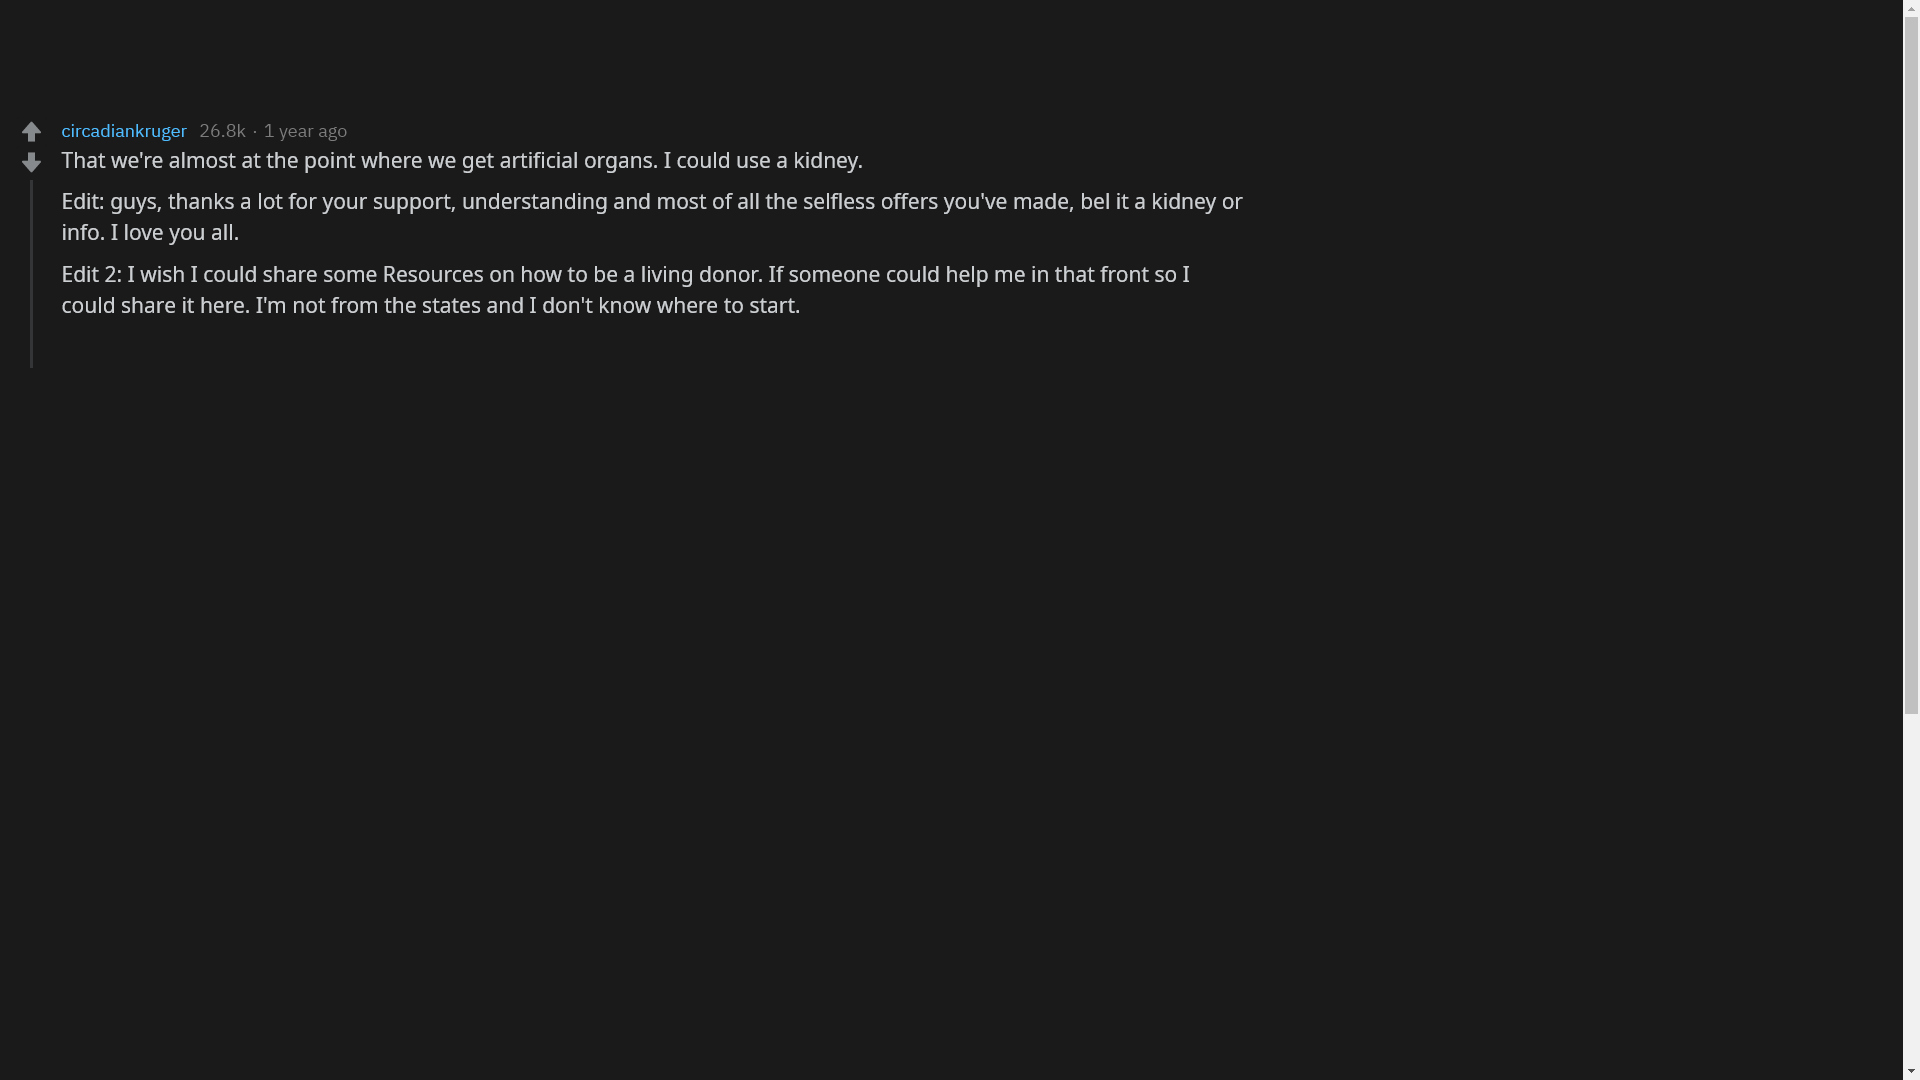 circadiankruger 26.8k · 1 year ago
That we're almost at the point where we get artificial organs. I could use a kidney.
Edit: guys, thanks a lot for your support, understanding and most of all the selfless offers you've made, bel it a kidney or
info. I love you all.
Edit 2: I wish I could share some Resources on how to be a living donor. If someone could help me in that front so I
could share it here. I'm not from the states and I don't know where to start.